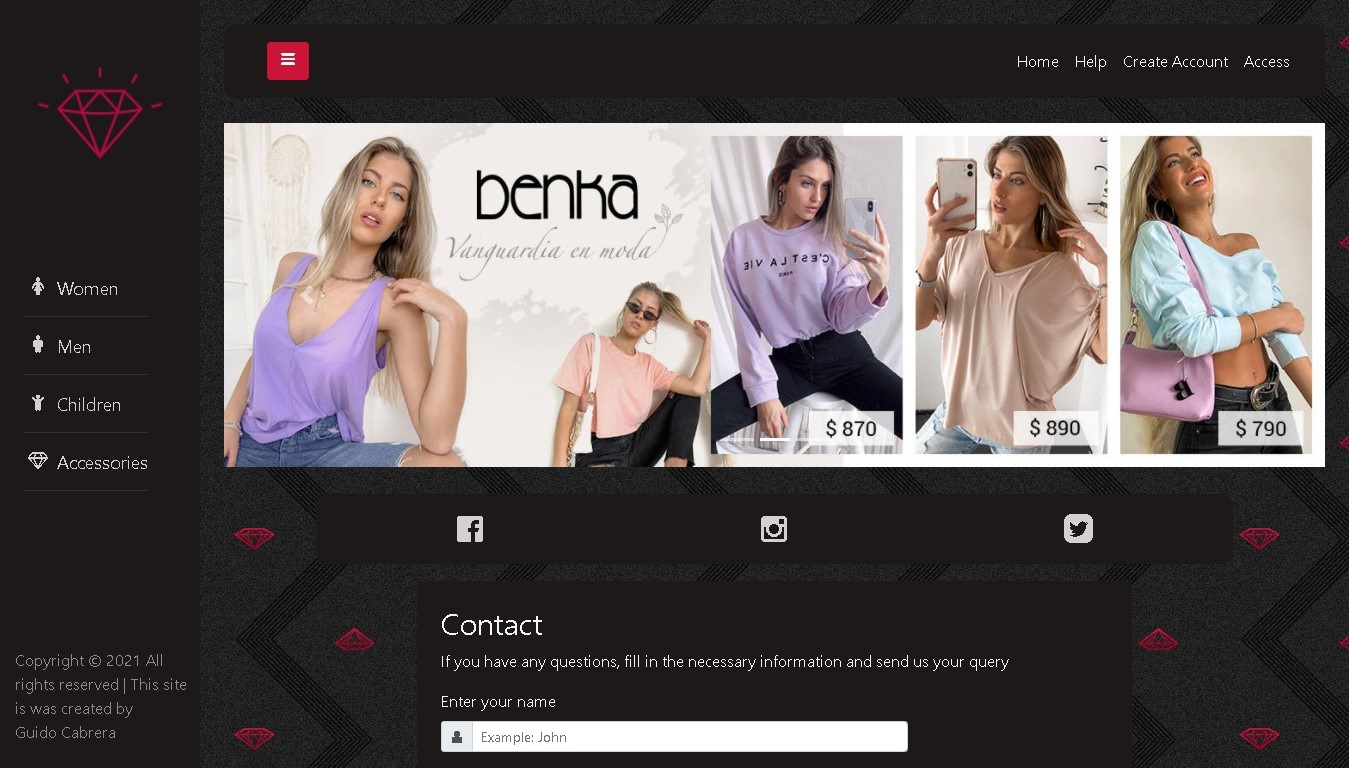 Home Help Create Account Access
benka
Vanguardia en moda
C'EST LA VIE
PARIS
$ 870
$ 890
$ 790
Women
Men
Children
Accessories
Copyright © 2021 All
rights reserved | This site
is was created by
Guido Cabrera
Contact
If you have any questions, fill in the necessary information and send us your query
Enter your name
Example: John